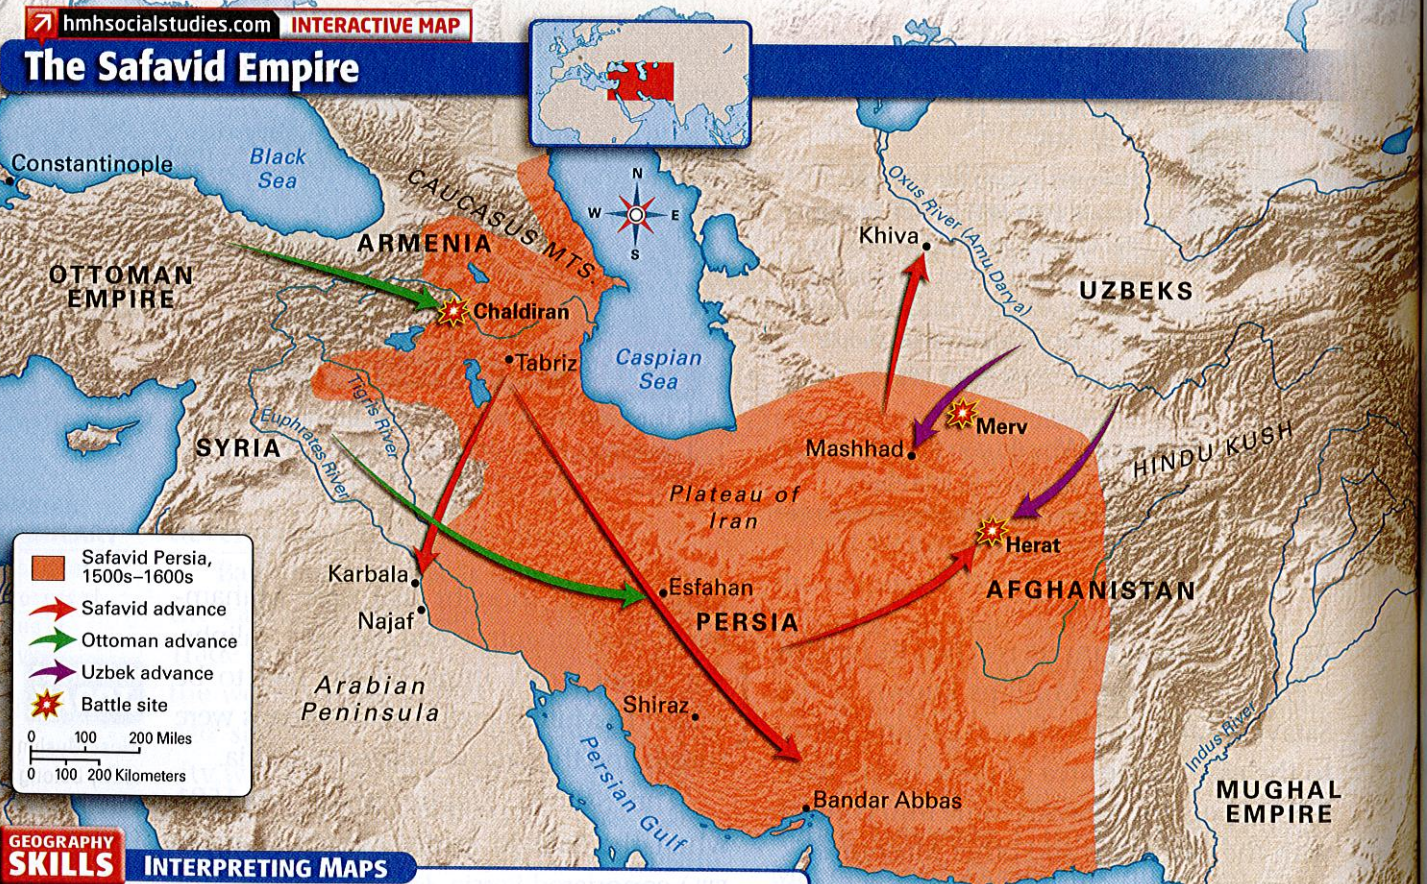 hmhsocialstudies.com INTERACTIVE MAP
The Safavid Empire
Constantinople
Black
Sea
CAUCASUS MTS.
ARMENIA
OTTOMAN
EMPIRE
Chaldiran
Tabriz
Caspian
Sea
N
W
E
S
Oxus River (Amu Darya)
Khiva
UZBEKS
Merv
Mashhad
HINDU KUSH
SYRIA
Tigris River
Euphrates River
Plateau of
Iran
Herat
AFGHANISTAN
Karbala
Najaf
Esfahan
PERSIA
Arabian
Peninsula
Shiraz
Persian Gulf
Bandar Abbas
Indus River
MUGHAL
EMPIRE
Safavid Persia,
1500s–1600s
Safavid advance
Ottoman advance
Uzbek advance
Battle site
0 100 200 Miles
0 100 200 Kilometers
GEOGRAPHY
SKILLS
INTERPRETING MAPS